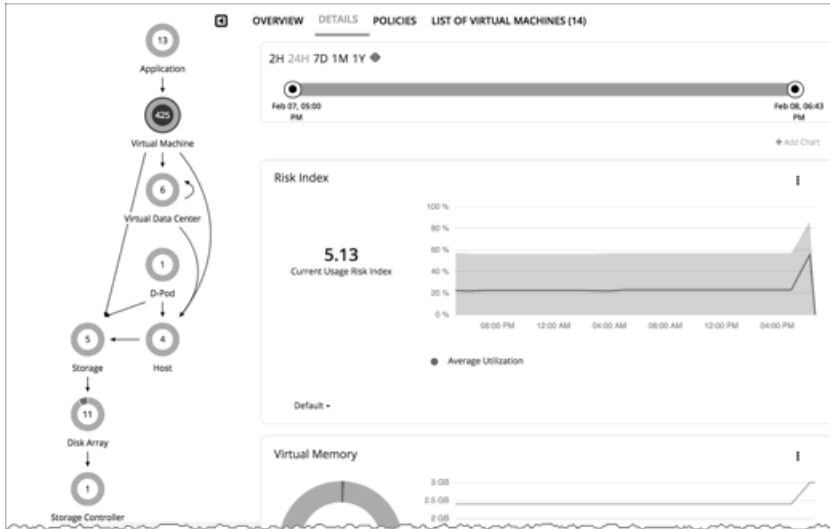 OVERVIEW DETAILS POLICIES LIST OF VIRTUAL MACHINES (14)
13
Application
425
Virtual Machine
6
Virtual Data Center
1
D-Pod
5
Storage
4
Host
11
Disk Array
1
Storage Controller
2H 24H 7D 1M 1Y
Feb 07, 05:00
PM
Feb 08, 06:43
PM
+ Add Chart
Risk Index
5.13
Current Usage Risk Index
100 %
80 %
60 %
40 %
20 %
0 %
08:00 PM 12:00 AM 04:00 AM 08:00 AM 12:00 PM 04:00 PM
Average Utilization
Default
Virtual Memory
3 GB
2.5 GB
2 GB